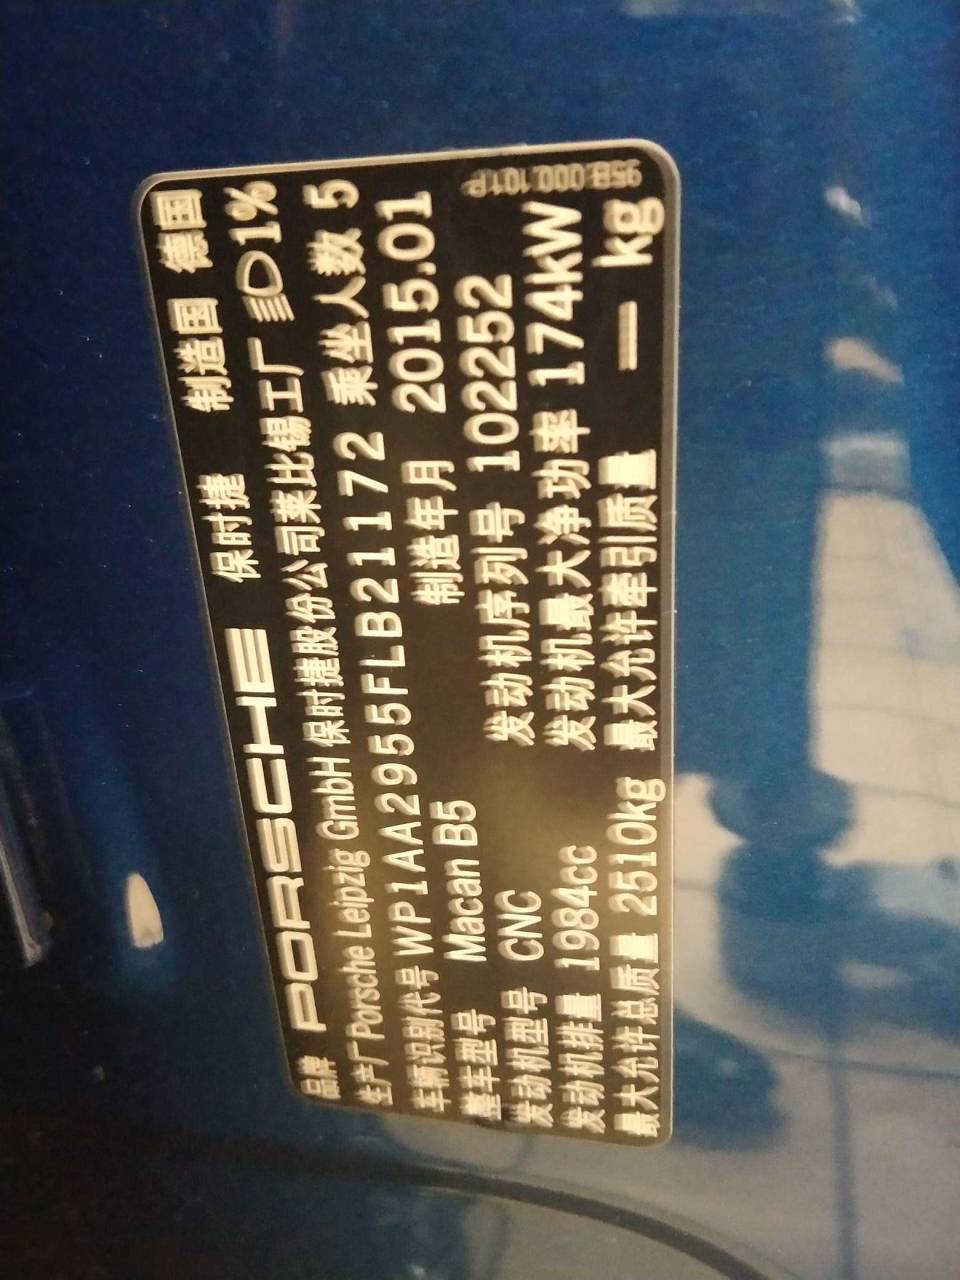 品牌 PORSCHE 保时捷 制造国 德国
生产厂 Porsche Leipzig GmbH 保时捷股份公司莱比锡工厂 1%
车辆识别代号 WP1AA2955FLB21172 乘坐人数 5
整车型号 Macan B5 制造年月 2015.01
发动机型号 CNC 发动机序列号 102252
发动机排量 1984cc 发动机最大净功率 174kW
最大允许总质量 2510kg 最大允许牵引质量 — kg
95B.000.101.P